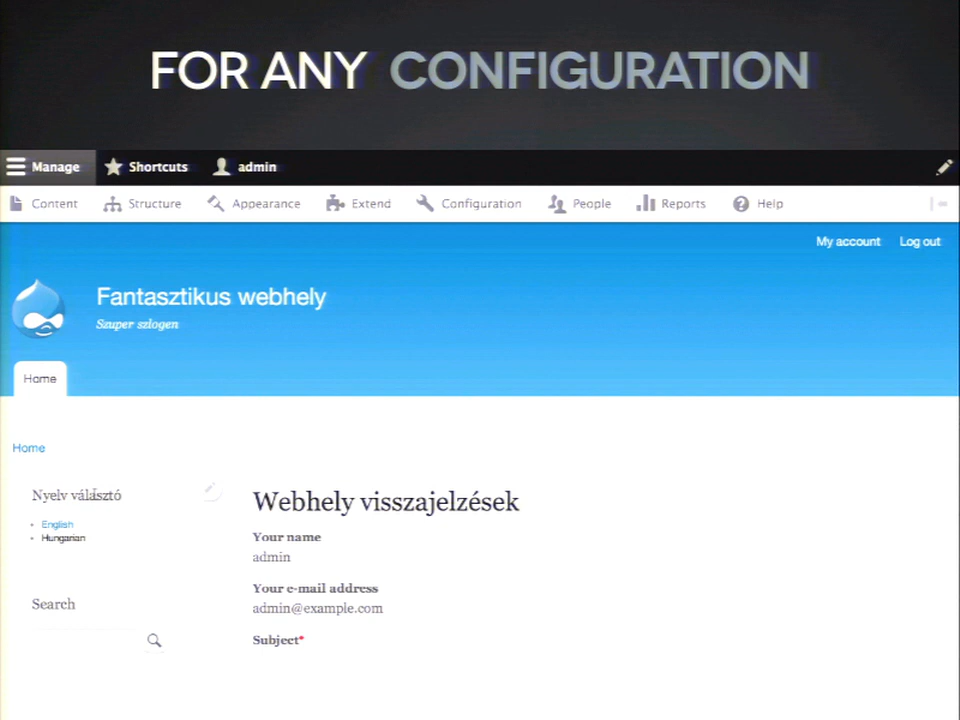 FOR ANY CONFIGURATION
Manage Shortcuts admin
Content Structure Appearance Extend Configuration People Reports Help
My account Log out
Fantasztikus webhely
Szuper szlogen
Home
Home
Nyelv választó
English
Hungarian
Search
Webhely visszajelzések
Your name
admin
Your e-mail address
admin@example.com
Subject*